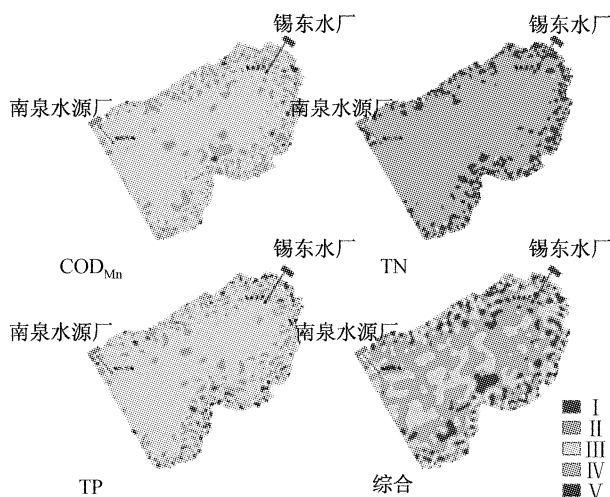 锡东水厂
南泉水源厂
COD_Mn
锡东水厂
南泉水源厂
TN
锡东水厂
南泉水源厂
TP
锡东水厂
南泉水源厂
综合
I
II
III
IV
V